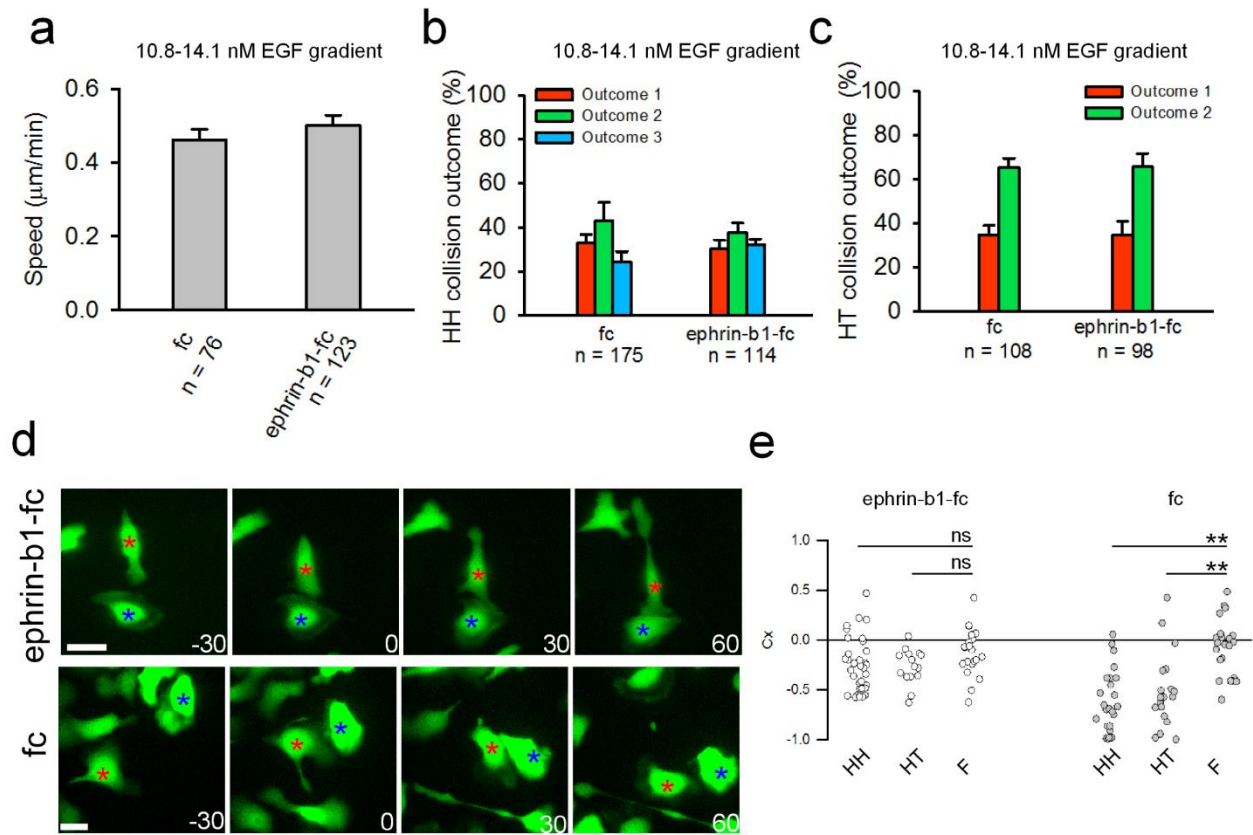 a
10.8-14.1 nM EGF gradient
Speed (µm/min)
0.6
0.4
0.2
0.0
fc
n = 76
ephrin-b1-fc
n = 123
b
10.8-14.1 nM EGF gradient
HH collision outcome (%)
100
80
60
40
20
0
Outcome 1
Outcome 2
Outcome 3
fc
n = 175
ephrin-b1-fc
n = 114
c
10.8-14.1 nM EGF gradient
HT collision outcome (%)
100
80
60
40
20
0
Outcome 1
Outcome 2
fc
n = 108
ephrin-b1-fc
n = 98
d
ephrin-b1-fc
* * * *
* * * *
-30 0 30 60
fc
* * * *
* * * *
-30 0 30 60
e
ephrin-b1-fc fc
ns **
ns **
Cx
1.0
0.5
0.0
-0.5
-1.0
HH HT F HH HT F